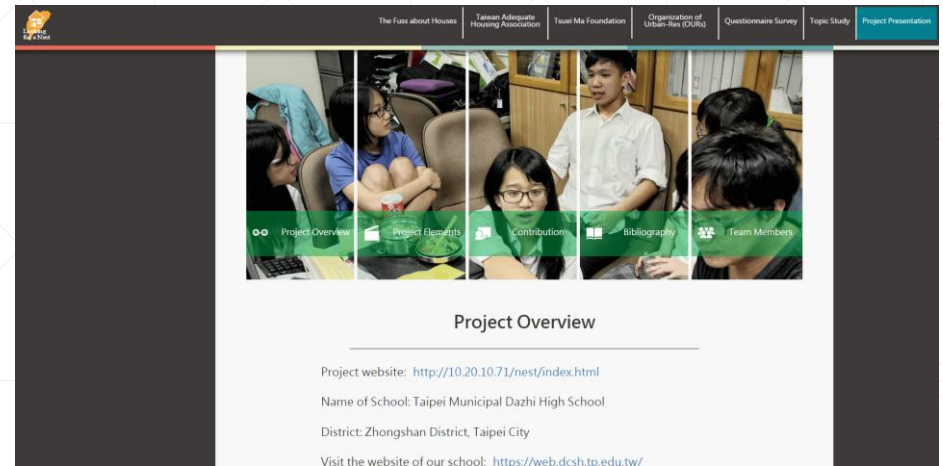 Looking
for a Nest
The Fuss about Houses
Taiwan Adequate
Housing Association
Tsuei Ma Foundation
Organization of
Urban-Res (OURs)
Questionnaire Survey
Topic Study
Project Presentation
Project Overview
Project Elements
Contribution
Bibliography
Team Members
Project Overview
Project website: http://10.20.10.71/nest/index.html
Name of School: Taipei Municipal Dazhi High School
District: Zhongshan District, Taipei City
Visit the website of our school: https://web.dcsh.tp.edu.tw/